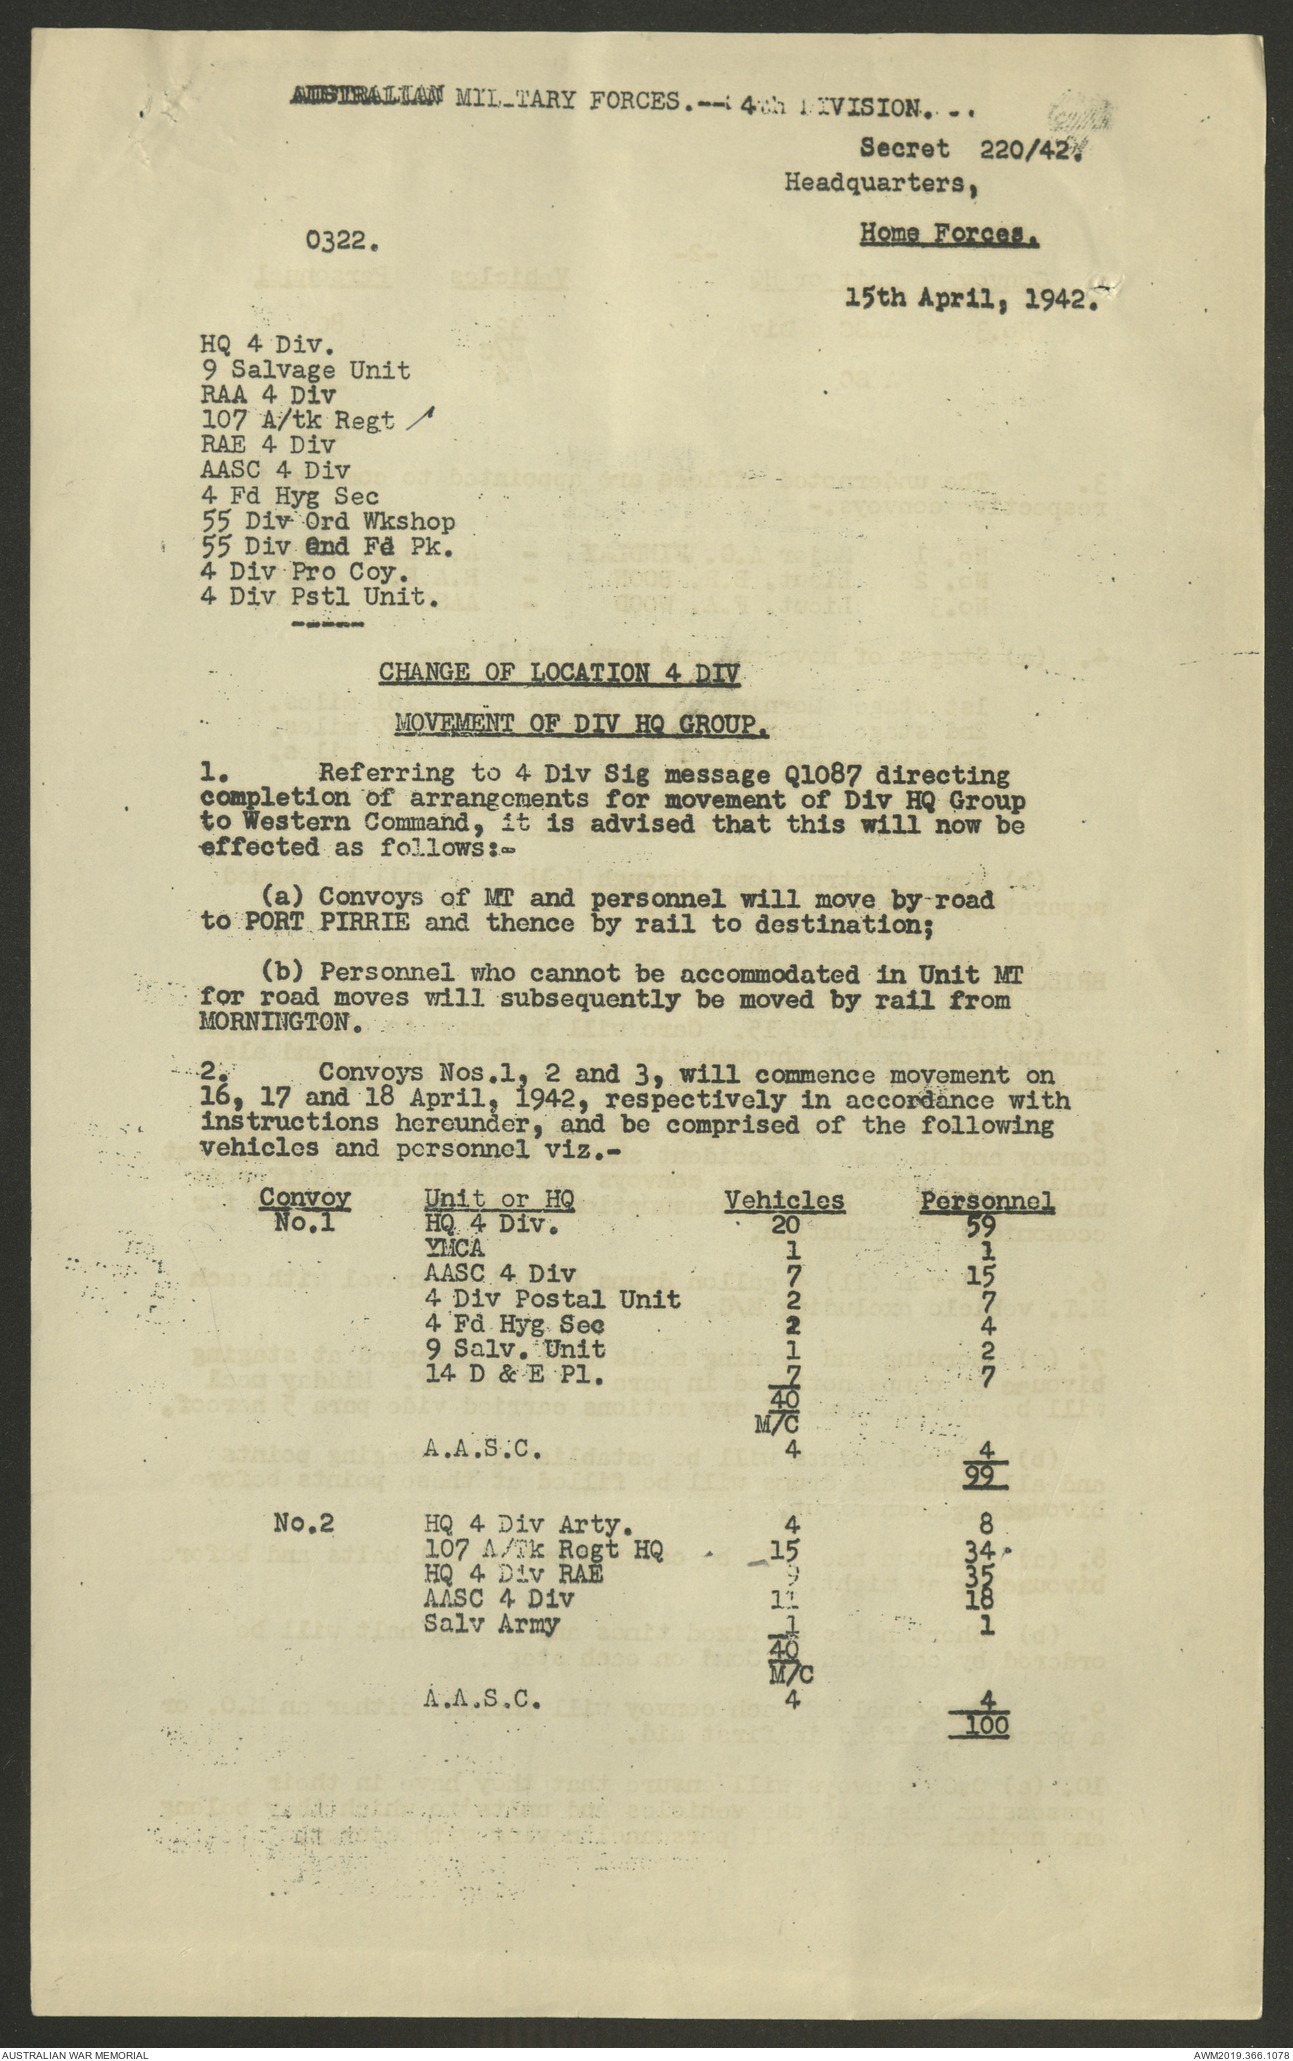 AUSTRALIAN MILITARY FORCES.--4th DIVISION.
Secret 220/42.
Headquarters,
0322.
Home Forces.
15th April, 1942.
HQ 4 Div.
9 Salvage Unit
RAA 4 Div
107 A/tk Regt
RAE 4 Div
AASC 4 Div
4 Fd Hyg Sec
55 Div Ord Wkshop
55 Div Ond Fd Pk.
4 Div Pro Coy.
4 Div Pstl Unit.
-----
CHANGE OF LOCATION 4 DIV
MOVEMENT OF DIV HQ GROUP.
1. Referring to 4 Div Sig message Q1087 directing
completion of arrangements for movement of Div HQ Group
to Western Command, it is advised that this will now be
effected as follows:-
(a) Convoys of MT and personnel will move by road
to PORT PIRRIE and thence by rail to destination;
(b) Personnel who cannot be accommodated in Unit MT
for road moves will subsequently be moved by rail from
MORNINGTON.
2. Convoys Nos.1, 2 and 3, will commence movement on
16, 17 and 18 April, 1942, respectively in accordance with
instructions hereunder, and be comprised of the following
vehicles and personnel viz.-
Convoy Unit or HQ Vehicles Personnel
No.1 HQ 4 Div. 20 59
YMCA 1 1
AASC 4 Div 7 15
4 Div Postal Unit 2 7
4 Fd Hyg Sec 2 4
9 Salv. Unit 1 2
14 D & E Pl. 7 7
40
M/C
A.A.S.C. 4 4
99
No.2 HQ 4 Div Arty. 4 8
107 A/Tk Regt HQ 15 34
HQ 4 Div RAE 9 35
AASC 4 Div 11 18
Salv Army 1 1
40
M/C
A.A.S.C. 4 4
100
AUSTRALIAN WAR MEMORIAL
AWM2019.366.1078